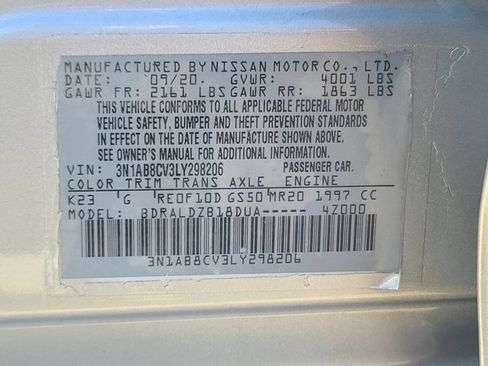 MANUFACTURED BY NISSAN MOTOR CO., LTD.
DATE: 09/20. GVWR: 4001 LBS
GAWR FR: 2161 LBS GAWR RR: 1863 LBS
THIS VEHICLE CONFORMS TO ALL APPLICABLE FEDERAL MOTOR
VEHICLE SAFETY, BUMPER AND THEFT PREVENTION STANDARDS
IN EFFECT ON THE DATE OF MANUFACTURE SHOWN ABOVE.
SEE OWNER'S MANUAL FOR ADDITIONAL INFORMATION.
VIN: 3N1AB8CV3LY298206 PASSENGER CAR.
COLOR TRIM TRANS AXLE ENGINE
K23 G RE0F10D GS50 MR20 1997 CC
MODEL: BDRALDZB18DUA----- 4Z000
3N1AB8CV3LY298206